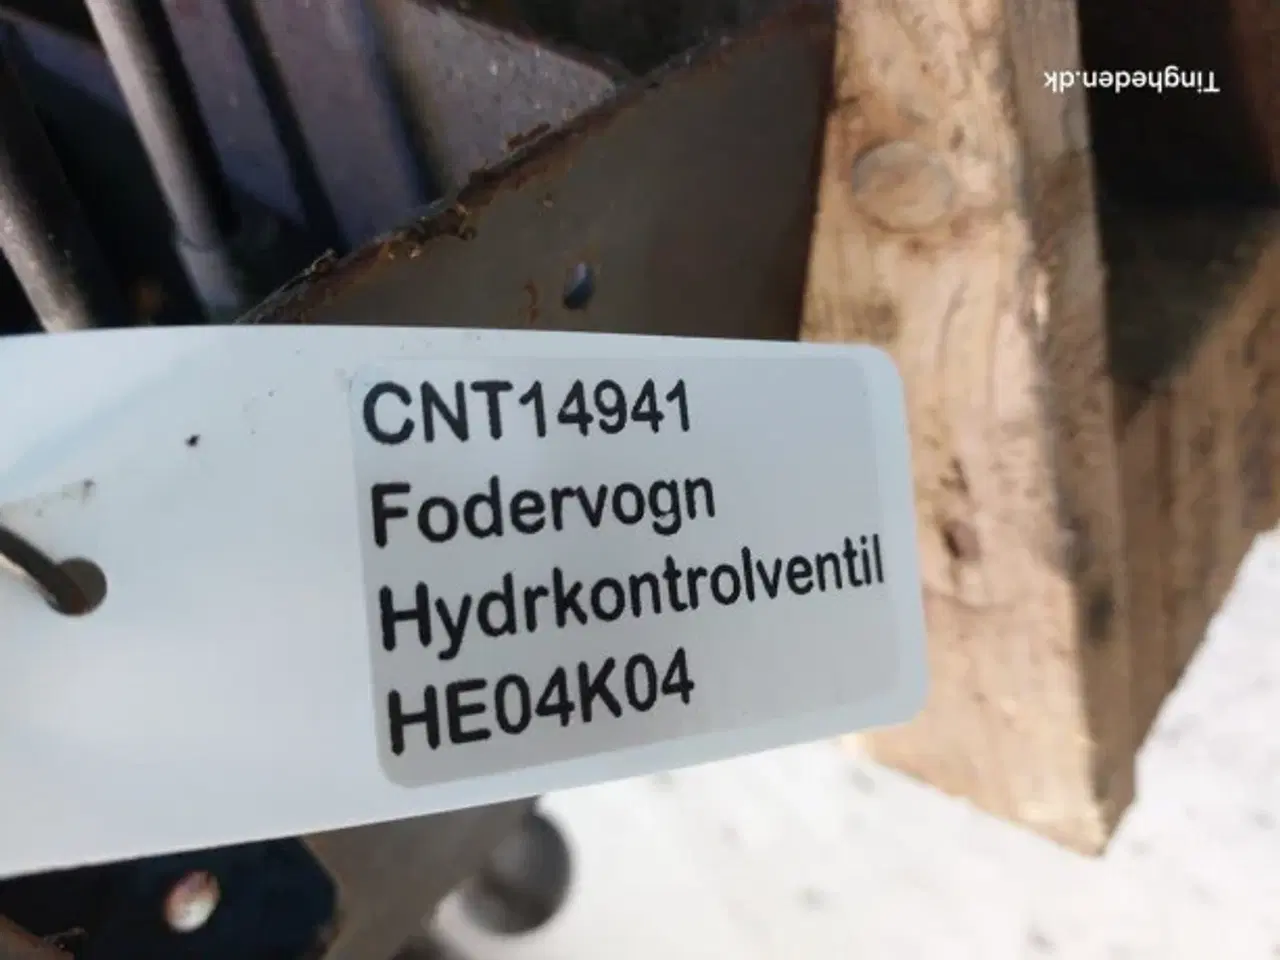 Tingheden.dk
CNT14941
Fodervogn
Hydrkontrolventil
HE04K04